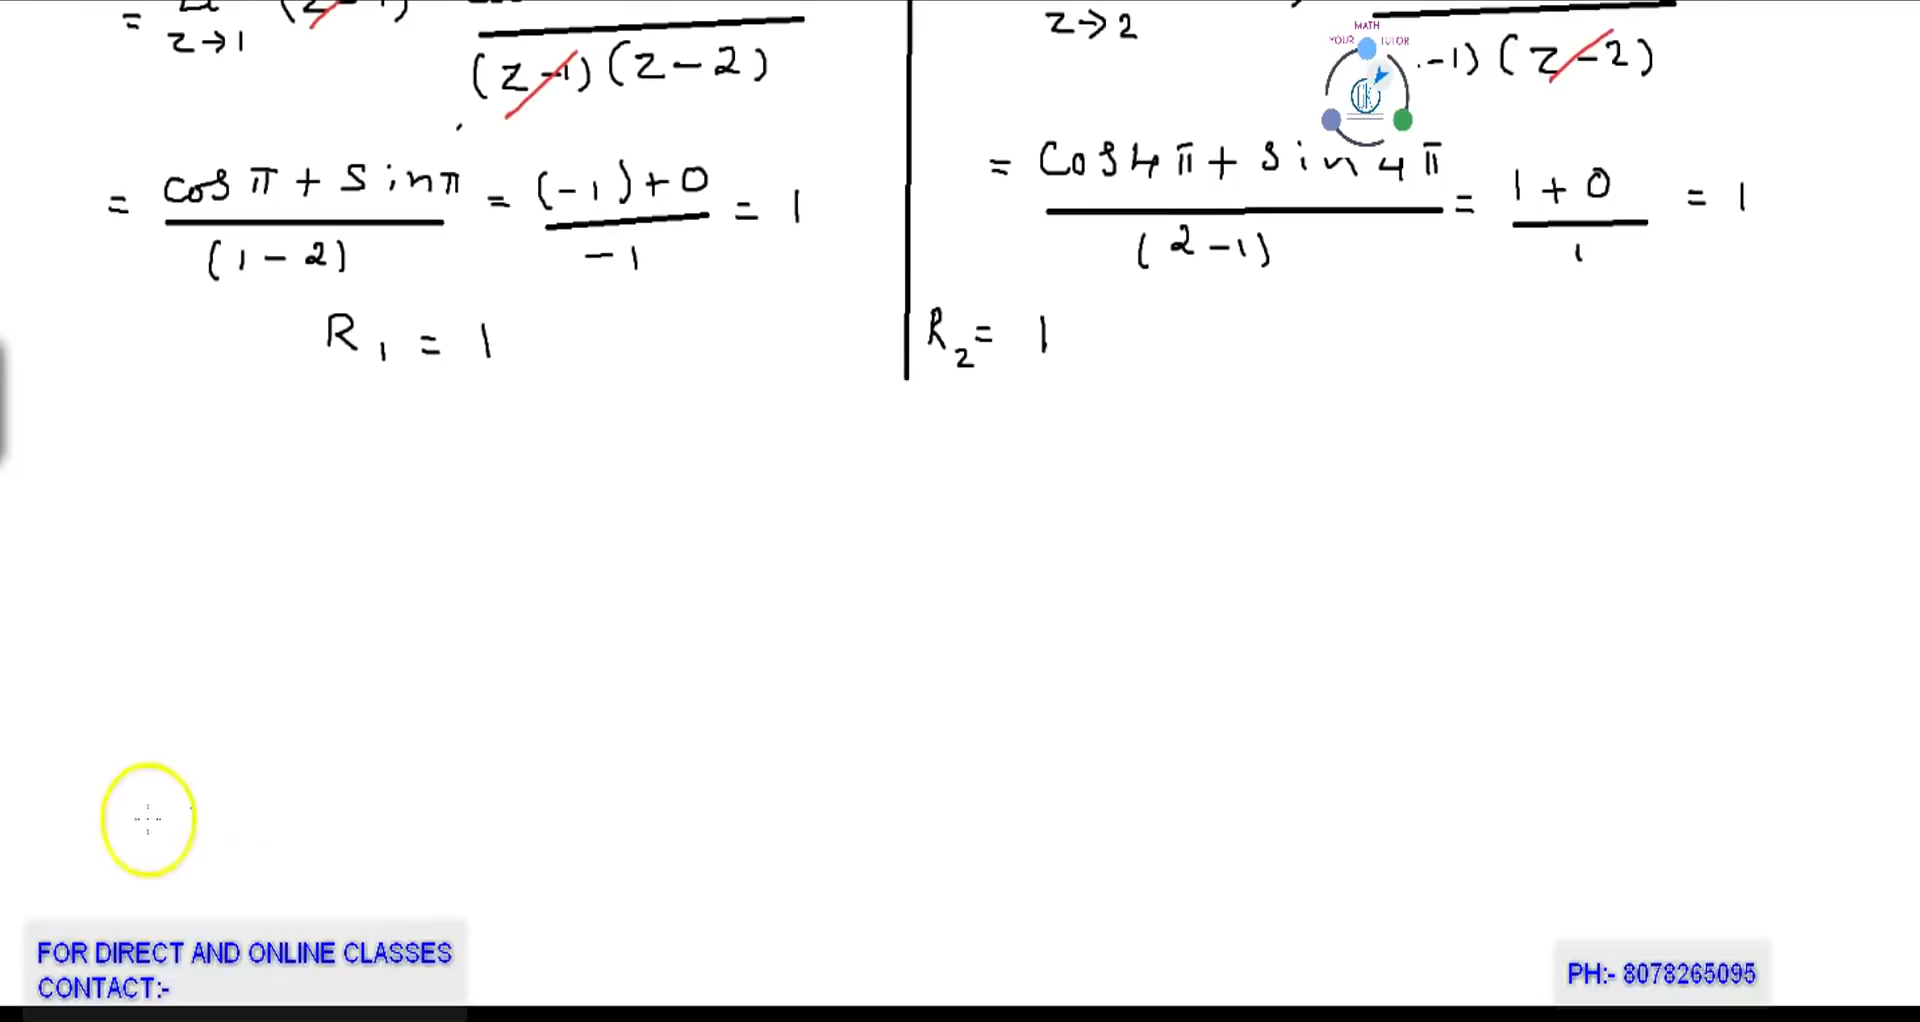 = z→1
(z-1)(z-2)
= cos π + sin π / (1-2) = (-1)+0 / -1 = 1
R₁ = 1
z→2
-1)(z-2)
= cos 4π + sin 4π / (2-1) = 1+0 / 1 = 1
R₂ = 1
MATH
YOUR TUTOR
FOR DIRECT AND ONLINE CLASSES
CONTACT:-
PH:- 8078265095